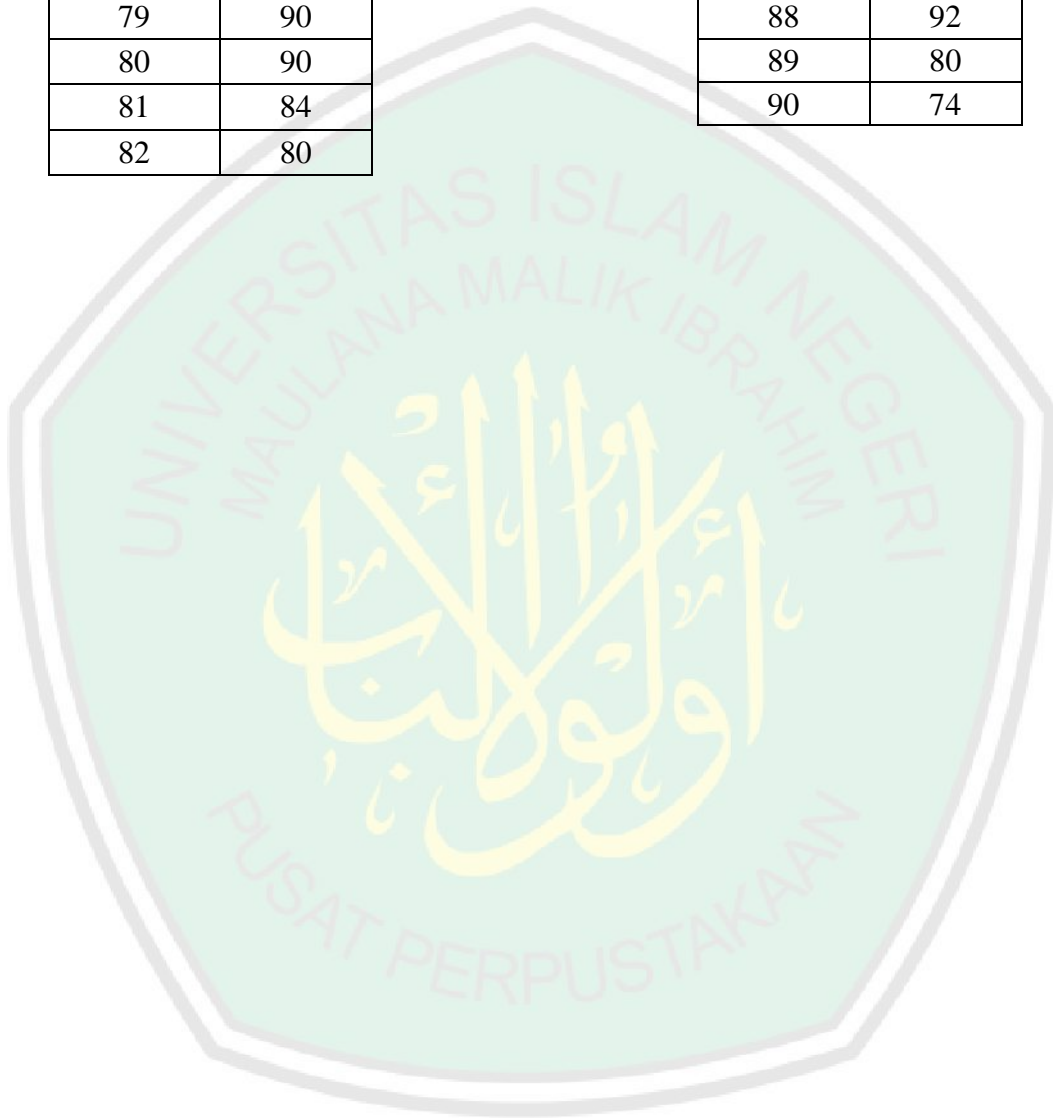 79 90
80 90
81 84
82 80
88 92
89 80
90 74
UNIVERSITAS ISLAM NEGERI
MAULANA MALIK IBRAHIM
أولوا الألباب
PUSAT PERPUSTAKAAN